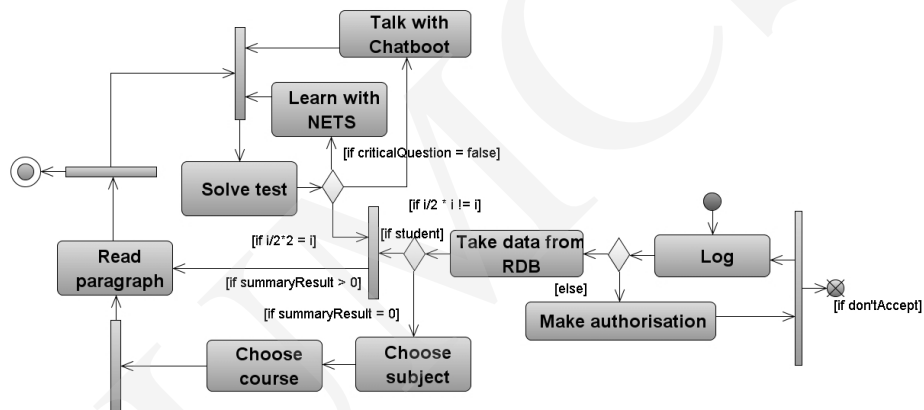 Talk with
Chatboot
Learn with
NETS
[if criticalQuestion = false]
Solve test
[if i/2 * i != i]
[if i/2*2 = i]
[if student]
Take data from
RDB
Log
Read
paragraph
[if summaryResult > 0]
[else]
[if don'tAccept]
[if summaryResult = 0]
Make authorisation
Choose
course
Choose
subject